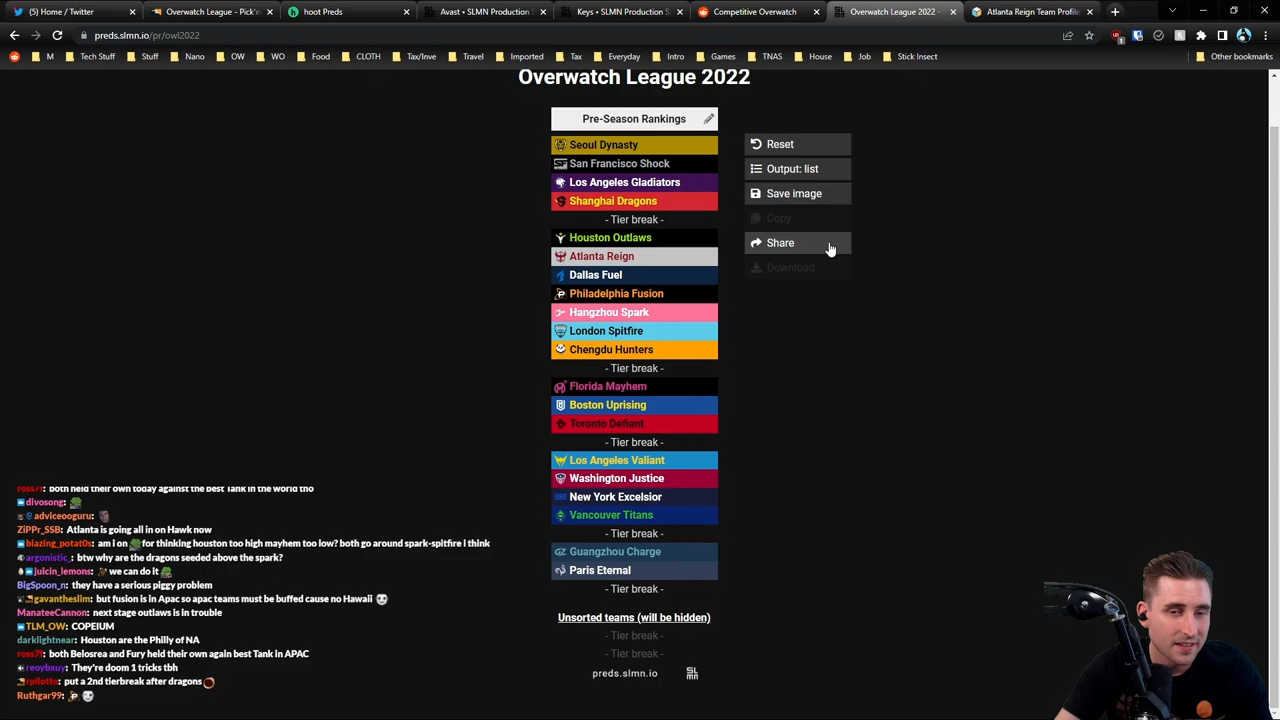 (5) Home / Twitter
Overwatch League - Pick'e
hoot Preds
Avast – SLMN Production S
Keys – SLMN Production S
Competitive Overwatch
Overwatch League 2022 -
Atlanta Reign Team Profile
preds.slmn.io/pr/owl2022
M
Tech Stuff
Stuff
Nano
OW
WO
Food
CLOTH
Tax/Inve
Travel
Imported
Tax
Everyday
Intro
Games
TNAS
House
Job
Stick Insect
Other bookmarks
Overwatch League 2022
Pre-Season Rankings
Seoul Dynasty
San Francisco Shock
Los Angeles Gladiators
Shanghai Dragons
- Tier break -
Houston Outlaws
Atlanta Reign
Dallas Fuel
Philadelphia Fusion
Hangzhou Spark
London Spitfire
Chengdu Hunters
- Tier break -
Florida Mayhem
Boston Uprising
Toronto Defiant
- Tier break -
Los Angeles Valiant
Washington Justice
New York Excelsior
Vancouver Titans
- Tier break -
Guangzhou Charge
Paris Eternal
- Tier break -
Unsorted teams (will be hidden)
- Tier break -
- Tier break -
preds.slmn.io
Reset
Output: list
Save image
Copy
Share
Download
ross7f: both held their own today against the best Tank in the world tho
divosong:
adviceooguru:
ZiPPr_SSB: Atlanta is going all in on Hawk now
blazing_potat0s: am i on for thinking houston too high mayhem too low? both go around spark-spitfire i think
argonistic_: btw why are the dragons seeded above the spark?
julcin_lemons: we can do it
BigSpoon_n: they have a serious piggy problem
gavantheslim: but fusion is in Apac so apac teams must be buffed cause no Hawaii
ManateeCannon: next stage outlaws is in trouble
TLM_OW: COPEIUM
darklightnear: Houston are the Philly of NA
ross7f: both Belosrea and Fury held their own again best Tank in APAC
reoybxuy: They're doom 1 tricks tbh
rpilotto: put a 2nd tierbreak after dragons
Ruthgar99: